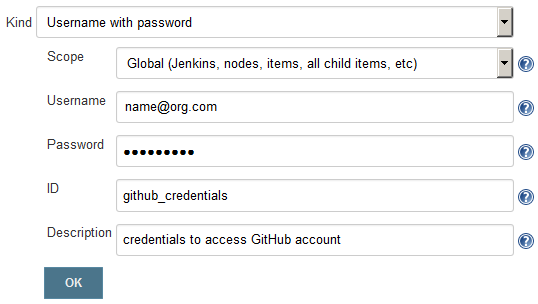 Kind Username with password
Scope Global (Jenkins, nodes, items, all child items, etc)
Username name@org.com
Password •••••••••
ID github_credentials
Description credentials to access GitHub account
OK